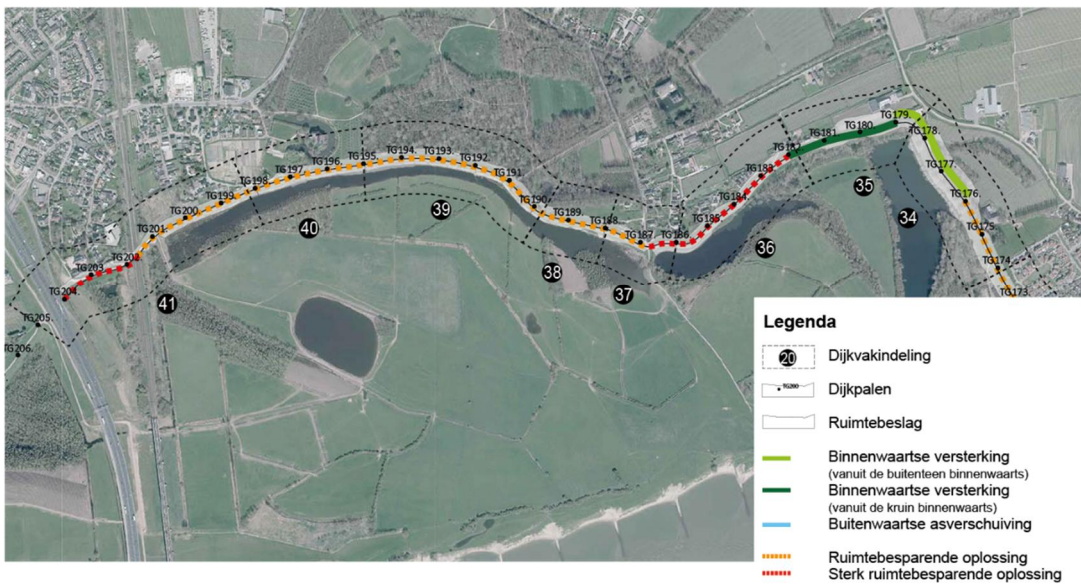 TG179.
TG180.
TG178.
TG181.
TG182.
TG194.
TG193.
TG195.
TG192.
TG196.
TG197.
TG177.
TG183.
TG191.
TG198.
35
TG176.
TG199.
TG184.
TG190.
39
34
TG200.
TG189.
TG185.
40
TG188.
TG175.
TG201.
TG187.
TG186.
36
38
TG202.
TG174.
TG203.
37
TG173.
TG204.
41
TG205.
TG206.
Legenda
20 Dijkvakindeling
TG200 Dijkpalen
Ruimtebeslag
Binnenwaartse versterking
(vanuit de buitenteen binnenwaarts)
Binnenwaartse versterking
(vanuit de kruin binnenwaarts)
Buitenwaartse asverschuiving
Ruimtebesparende oplossing
Sterk ruimtebesparende oplossing